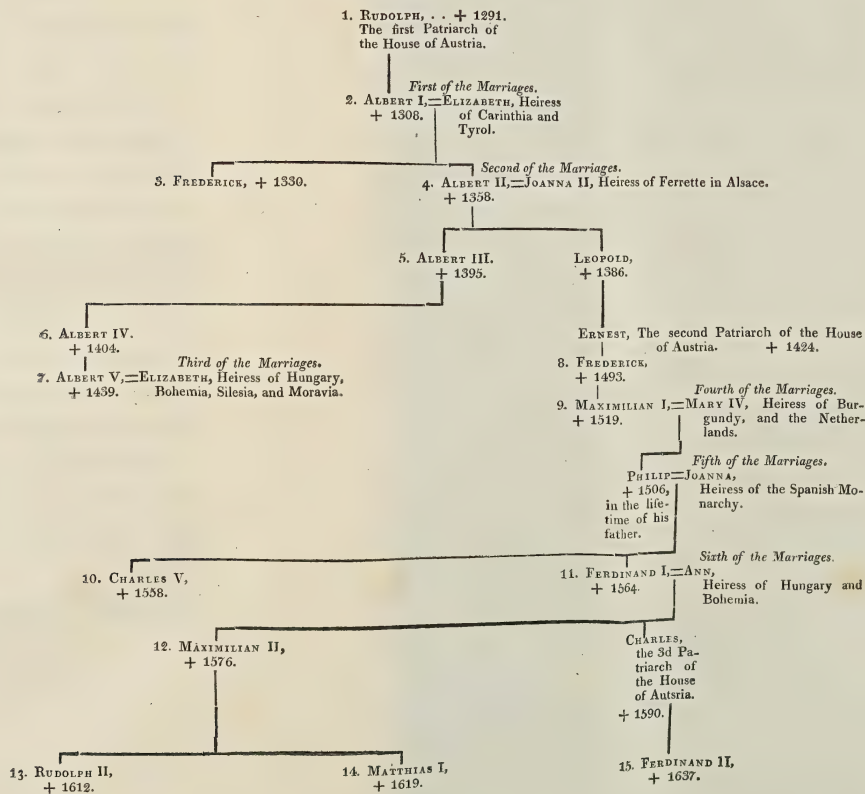 1. RUDOLPH, . . + 1291.
The first Patriarch of
the House of Austria.
First of the Marriages.
2. ALBERT I,=ELIZABETH, Heiress
+ 1308. of Carinthia and
Tyrol.
Second of the Marriages.
3. FREDERICK, + 1330.
4. ALBERT II,=JOANNA II, Heiress of Ferrette in Alsace.
+ 1358.
5. ALBERT III.
+ 1395.
LEOPOLD,
+ 1386.
6. ALBERT IV.
+ 1404.
Third of the Marriages.
7. ALBERT V,=ELIZABETH, Heiress of Hungary,
+ 1439. Bohemia, Silesia, and Moravia.
ERNEST, The second Patriarch of the House
of Austria. + 1424.
8. FREDERICK,
+ 1493.
Fourth of the Marriages.
9. MAXIMILIAN I,=MARY IV, Heiress of Bur-
+ 1519. gundy, and the Nether-
lands.
Fifth of the Marriages.
PHILIP=JOANNA,
+ 1506, Heiress of the Spanish Mo-
in the life- narchy.
time of his
father.
10. CHARLES V,
+ 1558.
Sixth of the Marriages.
11. FERDINAND I,=ANN,
+ 1564. Heiress of Hungary and
Bohemia.
12. MAXIMILIAN II,
+ 1576.
CHARLES,
the 3d Pa-
triarch of
the House
of Autsria.
+ 1590.
13. RUDOLPH II,
+ 1612.
14. MATTHIAS I,
+ 1619.
15. FERDINAND II,
+ 1637.